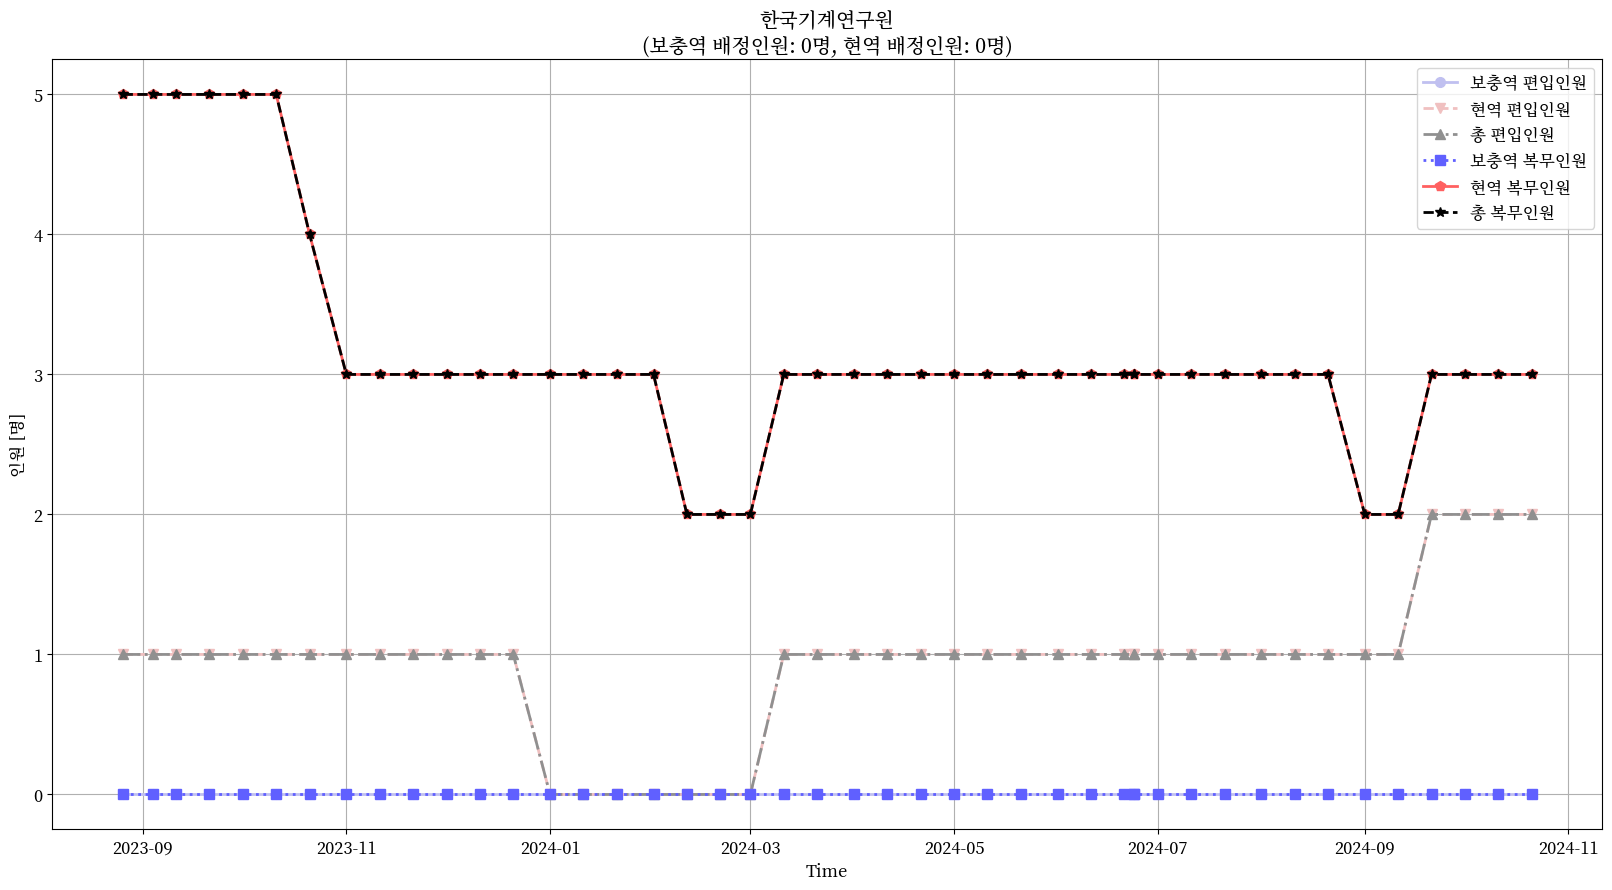 한국기계연구원
(보충역 배정인원: 0명, 현역 배정인원: 0명)
보충역 편입인원
현역 편입인원
총 편입인원
보충역 복무인원
현역 복무인원
총 복무인원
인원 [명]
5
4
3
2
1
0
2023-09
2023-11
2024-01
2024-03
2024-05
2024-07
2024-09
2024-11
Time